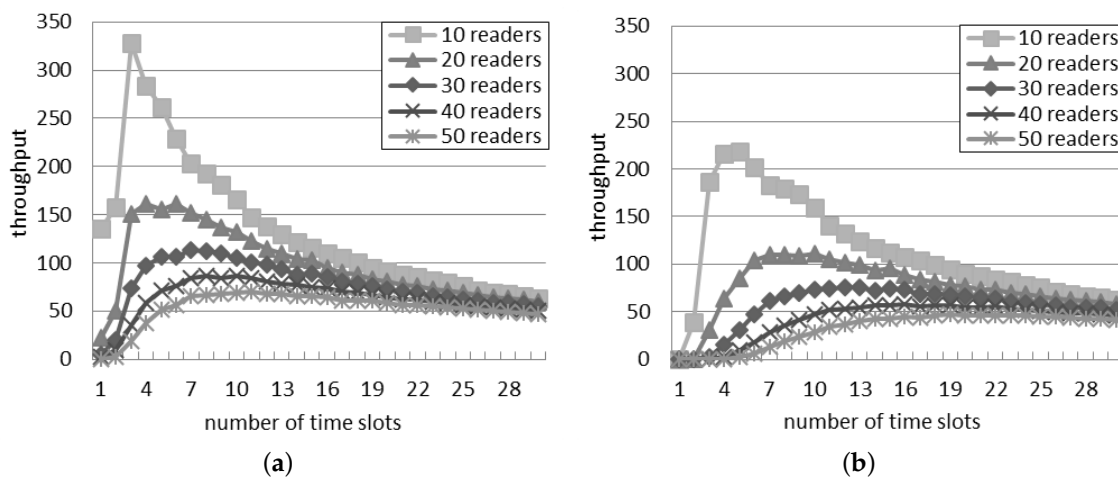 350
300
250
200
150
100
50
0
throughput
1 4 7 10 13 16 19 22 25 28
number of time slots
10 readers
20 readers
30 readers
40 readers
50 readers
(a)
350
300
250
200
150
100
50
0
throughput
1 4 7 10 13 16 19 22 25 28
number of time slots
10 readers
20 readers
30 readers
40 readers
50 readers
(b)